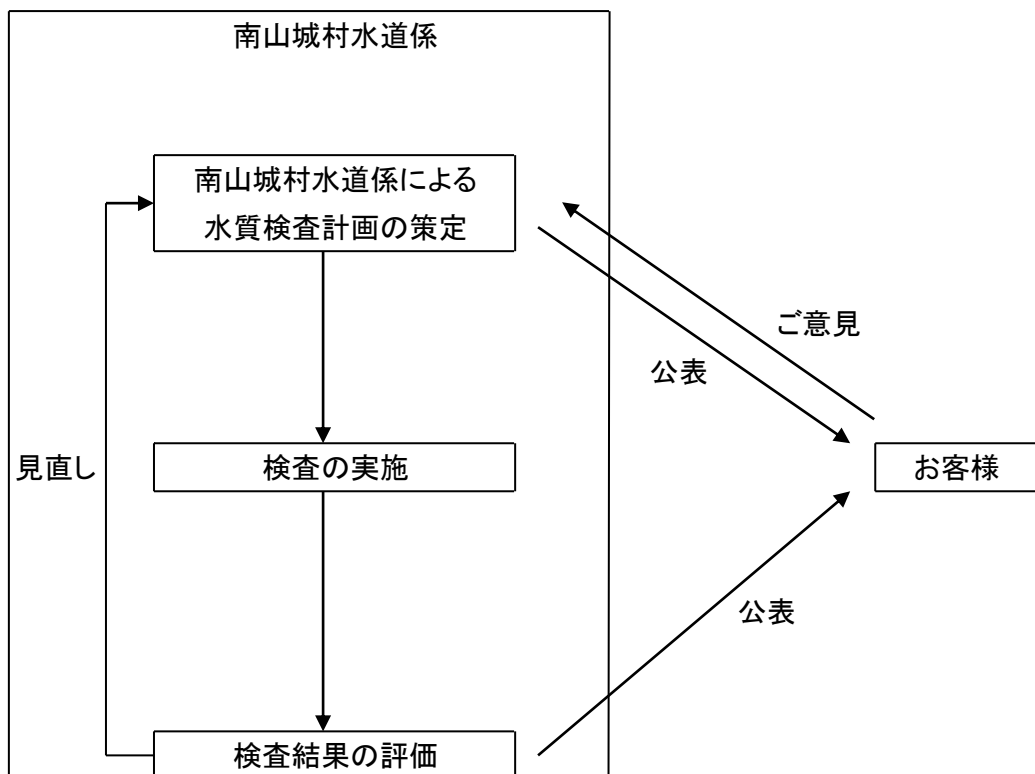 南山城村水道係
南山城村水道係による
水質検査計画の策定
ご意見
公表
見直し
検査の実施
お客様
公表
検査結果の評価